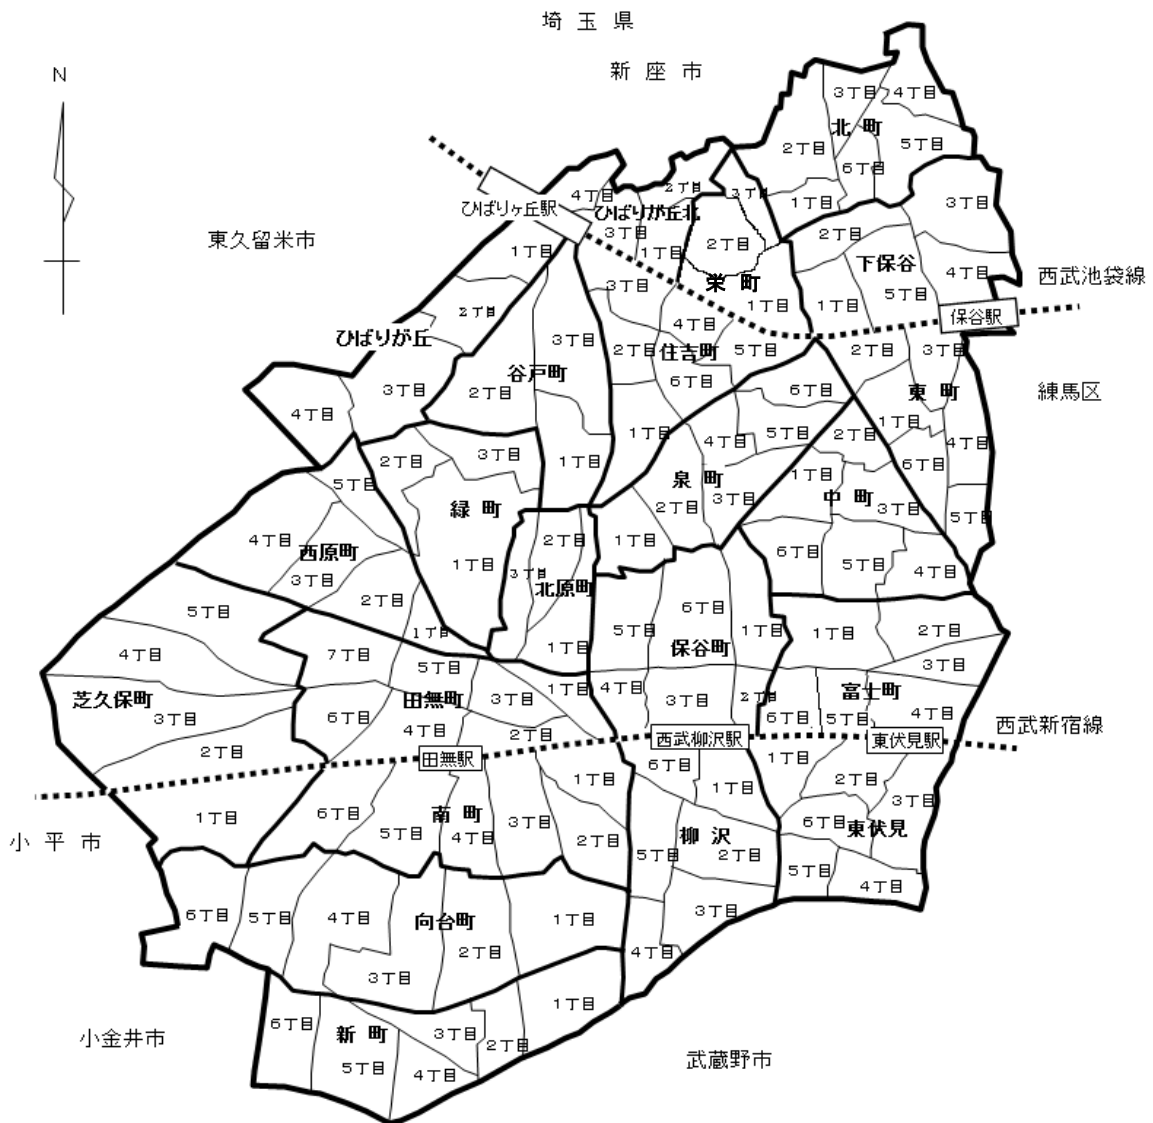 埼玉県
新座市
N
3丁目
4丁目
北町
2丁目
5丁目
6丁目
1丁目
3丁目
4丁目
2丁目
3丁目
ひばりヶ丘駅
ひばりが丘北
3丁目
1丁目
2丁目
2丁目
下保谷
東久留米市
1丁目
栄町
4丁目
西武池袋線
3丁目
1丁目
1丁目
5丁目
保谷駅
2丁目
4丁目
ひばりが丘
3丁目
2丁目
住吉町
5丁目
2丁目
3丁目
谷戸町
6丁目
6丁目
東町
練馬区
3丁目
2丁目
4丁目
1丁目
1丁目
4丁目
5丁目
2丁目
4丁目
2丁目
3丁目
1丁目
6丁目
5丁目
緑町
泉町
1丁目
2丁目
3丁目
中町
3丁目
5丁目
4丁目
西原町
2丁目
1丁目
6丁目
5丁目
4丁目
3丁目
1丁目
3丁目
北原町
2丁目
5丁目
6丁目
1丁目
5丁目
1丁目
1丁目
2丁目
4丁目
7丁目
5丁目
1丁目
保谷町
3丁目
芝久保町
田無町
3丁目
1丁目
4丁目
3丁目
2丁目
富士町
3丁目
6丁目
4丁目
2丁目
6丁目
5丁目
4丁目
西武新宿線
2丁目
田無駅
西武柳沢駅
東伏見駅
1丁目
6丁目
1丁目
1丁目
2丁目
3丁目
1丁目
6丁目
5丁目
南町
4丁目
3丁目
2丁目
柳沢
6丁目
東伏見
小平市
5丁目
2丁目
5丁目
4丁目
6丁目
5丁目
4丁目
向台町
1丁目
3丁目
2丁目
4丁目
3丁目
1丁目
小金井市
6丁目
新町
3丁目
2丁目
武蔵野市
5丁目
4丁目